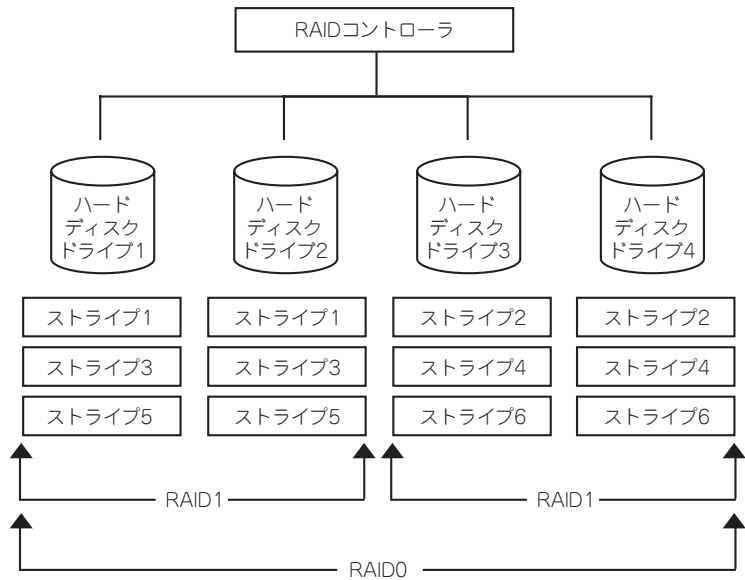 RAIDコントローラ
ハード
ディスク
ドライブ1
ハード
ディスク
ドライブ2
ハード
ディスク
ドライブ3
ハード
ディスク
ドライブ4
ストライプ1
ストライプ1
ストライプ2
ストライプ2
ストライプ3
ストライプ3
ストライプ4
ストライプ4
ストライプ5
ストライプ5
ストライプ6
ストライプ6
RAID1
RAID1
RAID0